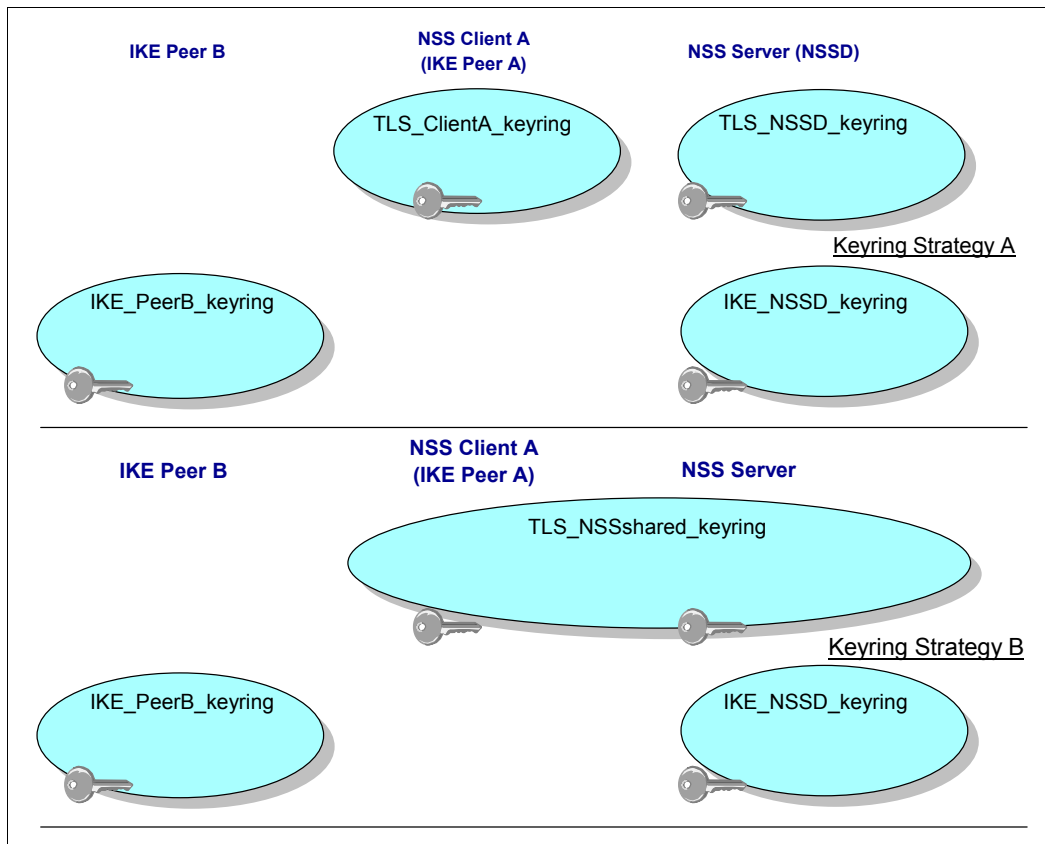 IKE Peer B
NSS Client A
(IKE Peer A)
NSS Server (NSSD)
TLS_ClientA_keyring
TLS_NSSD_keyring
Keyring Strategy A
IKE_PeerB_keyring
IKE_NSSD_keyring
IKE Peer B
NSS Client A
(IKE Peer A)
NSS Server
TLS_NSSshared_keyring
Keyring Strategy B
IKE_PeerB_keyring
IKE_NSSD_keyring